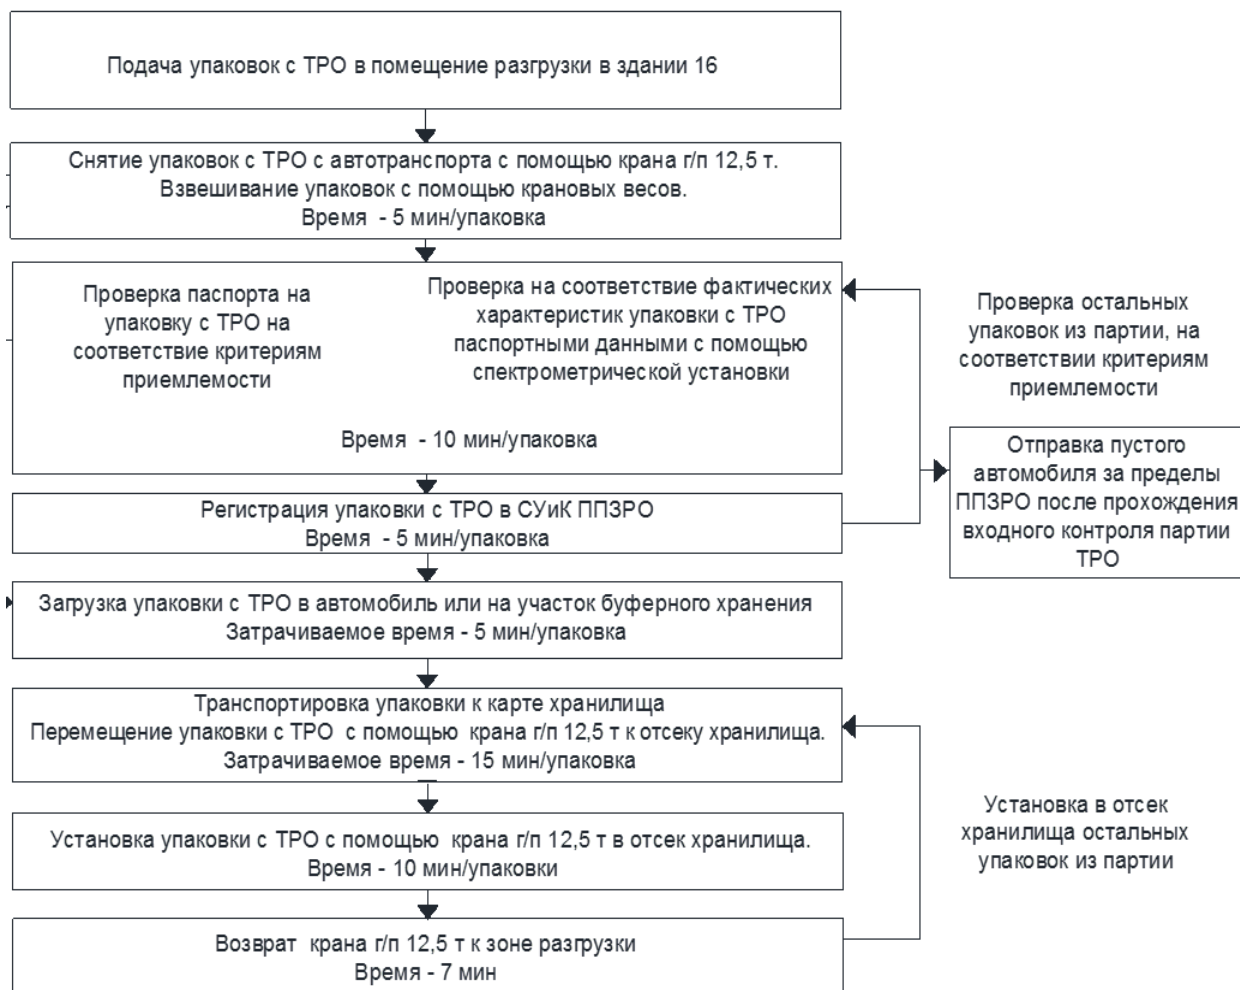 Подача упаковок с ТРО в помещение разгрузки в здании 16
Снятие упаковок с ТРО с автотранспорта с помощью крана г/п 12,5 т.
Взвешивание упаковок с помощью крановых весов.
Время - 5 мин/упаковка
Проверка паспорта на
упаковку с ТРО на
соответствие критериям
приемлемости
Проверка на соответствие фактических
характеристик упаковки с ТРО
паспортными данными с помощью
спектрометрической установки
Время - 10 мин/упаковка
Проверка остальных
упаковок из партии, на
соответствии критериям
приемлемости
Отправка пустого
автомобиля за пределы
ППЗРО после прохождения
входного контроля партии
ТРО
Регистрация упаковки с ТРО в СУиК ППЗРО
Время - 5 мин/упаковка
Загрузка упаковки с ТРО в автомобиль или на участок буферного хранения
Затрачиваемое время - 5 мин/упаковка
Транспортировка упаковки к карте хранилища
Перемещение упаковки с ТРО с помощью крана г/п 12,5 т к отсеку хранилища.
Затрачиваемое время - 15 мин/упаковка
Установка упаковки с ТРО с помощью крана г/п 12,5 т в отсек хранилища.
Время - 10 мин/упаковки
Установка в отсек
хранилища остальных
упаковок из партии
Возврат крана г/п 12,5 т к зоне разгрузки
Время - 7 мин